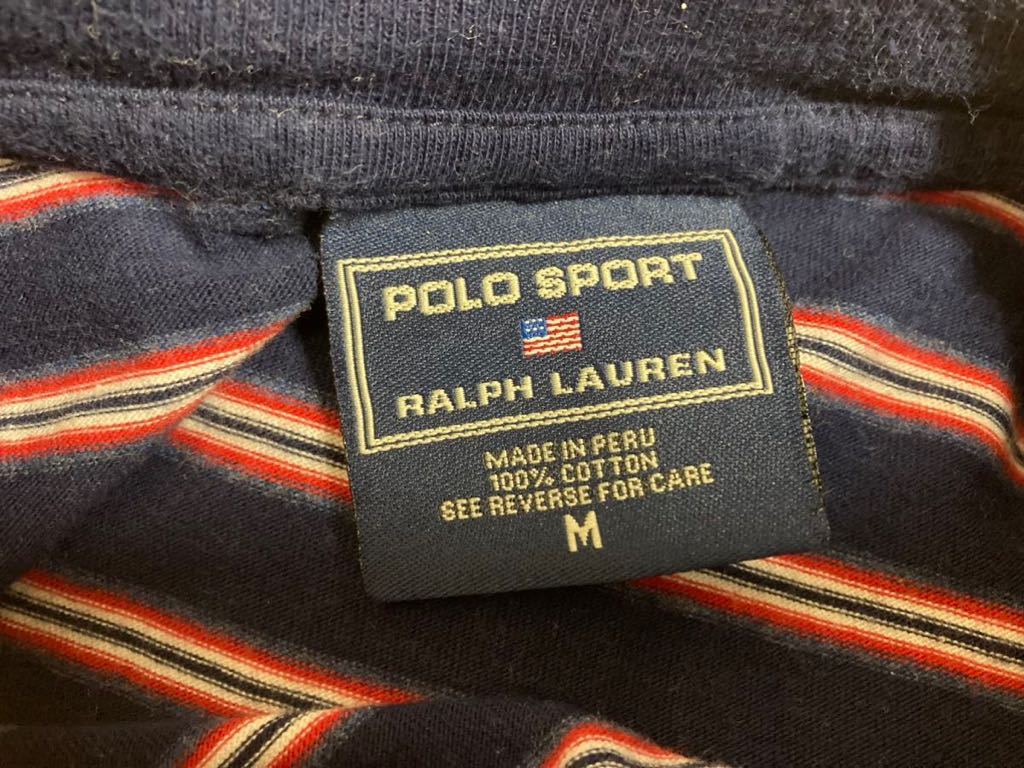 POLO SPORT
RALPH LAUREN
MADE IN PERU
100% COTTON
SEE REVERSE FOR CARE
M